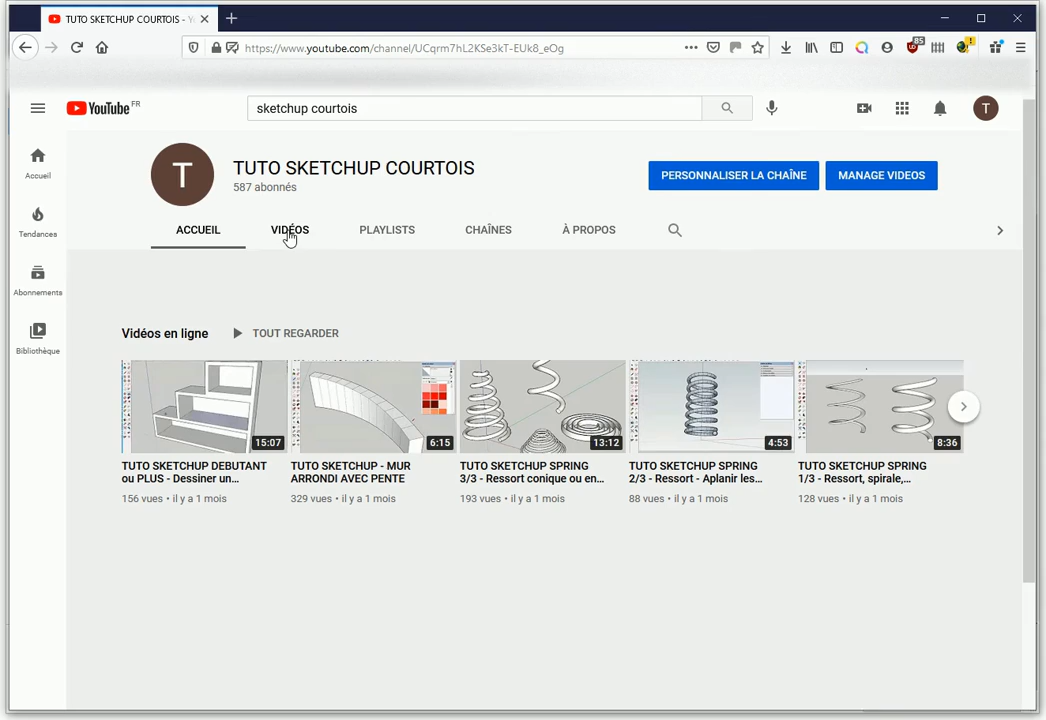 TUTO SKETCHUP COURTOIS - Y
https://www.youtube.com/channel/UCqrm7hL2KSe3kT-EUk8_eOg
85
YouTube FR
sketchup courtois
T
Accueil
Tendances
Abonnements
Bibliothèque
T
TUTO SKETCHUP COURTOIS
587 abonnés
PERSONNALISER LA CHAÎNE
MANAGE VIDEOS
ACCUEIL
VIDÉOS
PLAYLISTS
CHAÎNES
À PROPOS
Vidéos en ligne
TOUT REGARDER
15:07
TUTO SKETCHUP DEBUTANT
ou PLUS - Dessiner un...
156 vues • il y a 1 mois
6:15
TUTO SKETCHUP - MUR
ARRONDI AVEC PENTE
329 vues • il y a 1 mois
13:12
TUTO SKETCHUP SPRING
3/3 - Ressort conique ou en...
193 vues • il y a 1 mois
4:53
TUTO SKETCHUP SPRING
2/3 - Ressort - Aplanir les...
88 vues • il y a 1 mois
8:36
TUTO SKETCHUP SPRING
1/3 - Ressort, spirale,...
128 vues • il y a 1 mois